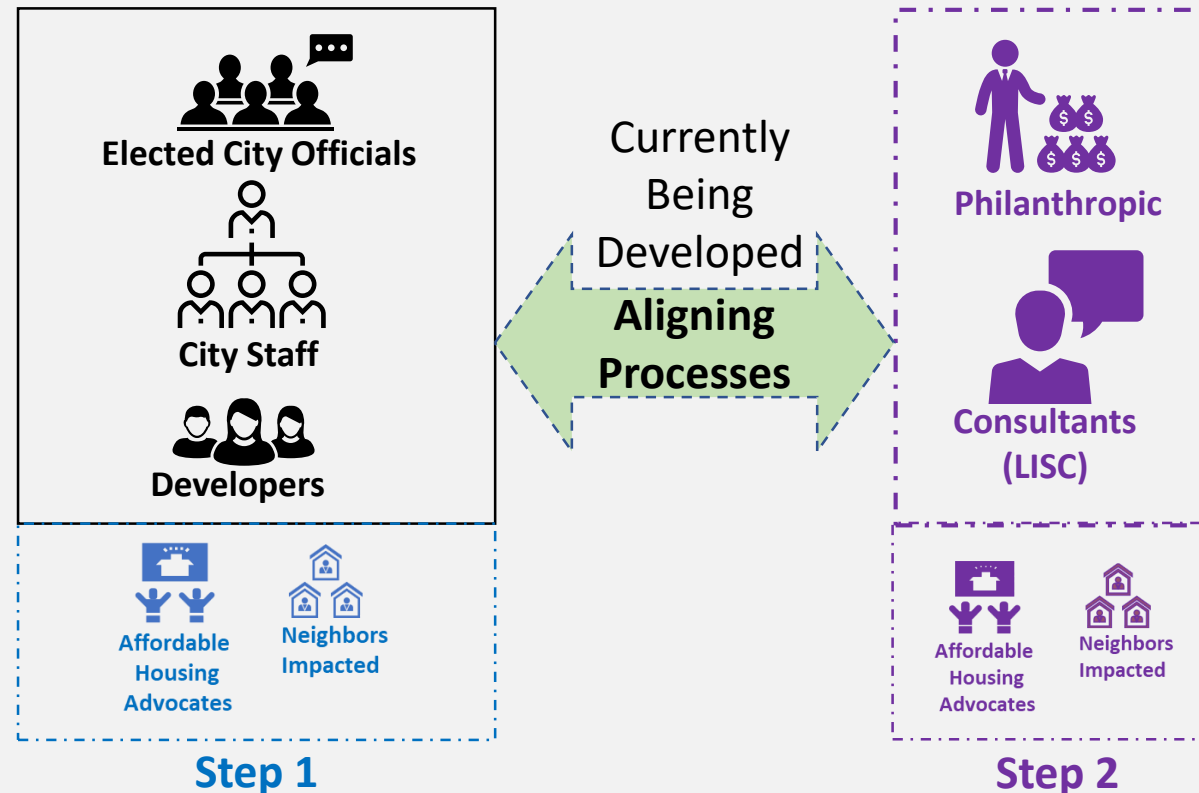 Elected City Officials
City Staff
Developers
Affordable
Housing
Advocates
Neighbors
Impacted
Step 1
Currently
Being
Developed
Aligning
Processes
$ $
$ $ $
Philanthropic
Consultants
(LISC)
Affordable
Housing
Advocates
Neighbors
Impacted
Step 2